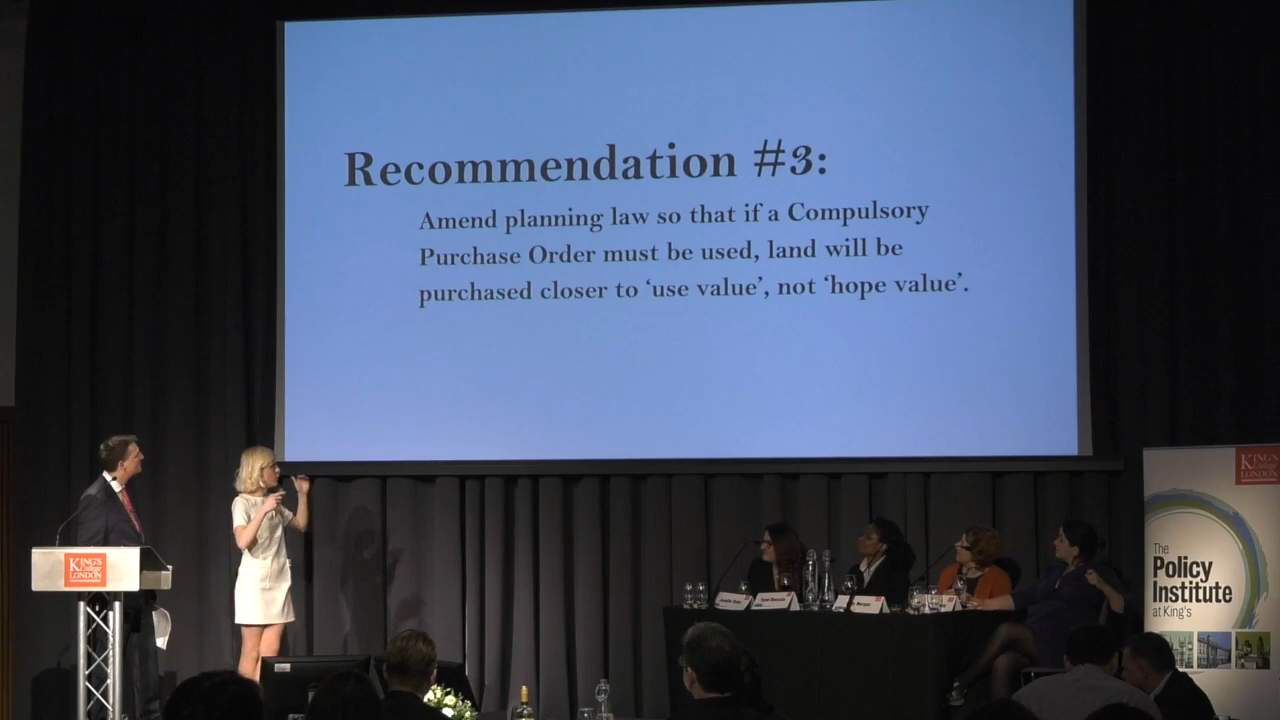 Recommendation #3:
Amend planning law so that if a Compulsory
Purchase Order must be used, land will be
purchased closer to ‘use value’, not ‘hope value’.
KING'S
College
LONDON
KING'S
College
LONDON
The
Policy
Institute
at King's